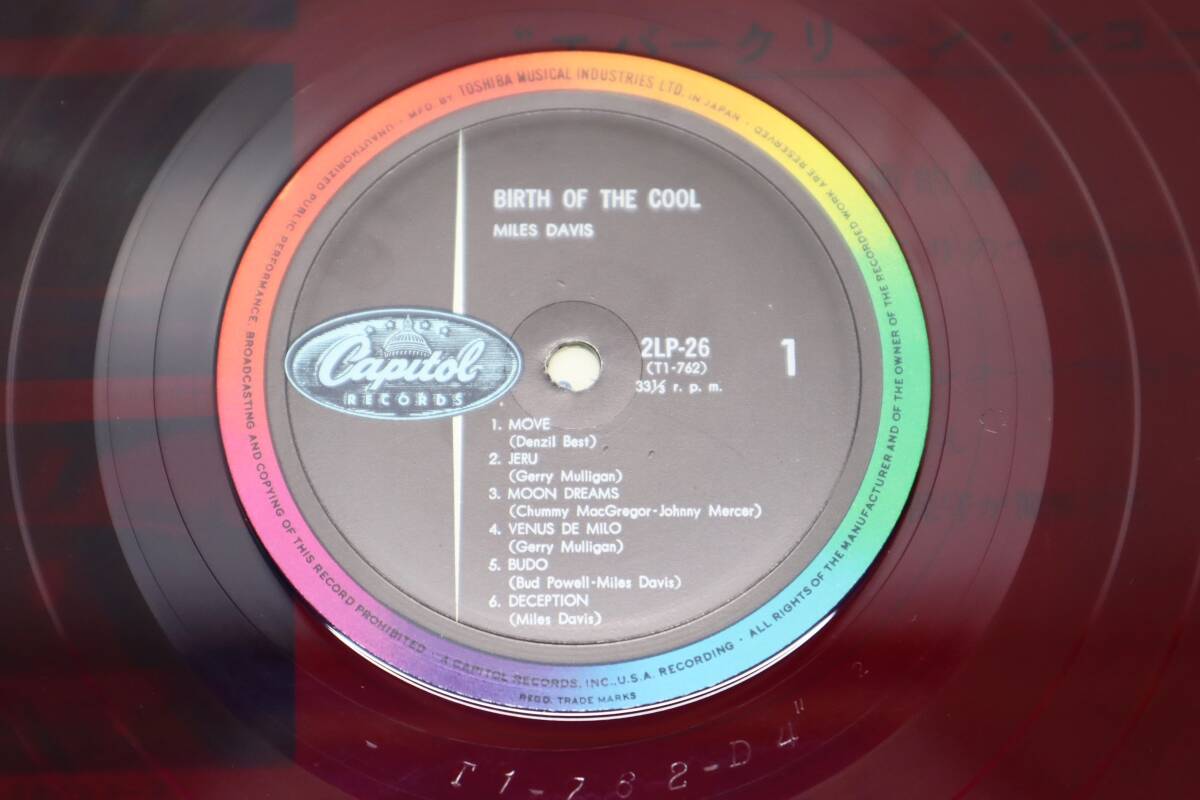 "エバークリーン・レコー
MFD. BY TOSHIBA MUSICAL INDUSTRIES LTD. IN JAPAN · ALL RIGHTS OF THE MANUFACTURER AND OF THE OWNER OF THE RECORDED WORK ARE RESERVED
UNAUTHORIZED PUBLIC PERFORMANCE. BROADCASTING AND COPYING OF THIS RECORD PROHIBITED · A CAPITOL RECORDS, INC., U.S.A. RECORDING ·
REGD. TRADE MARKS
BIRTH OF THE COOL
MILES DAVIS
Capitol
RECORDS
2LP-26
(T1-762)
33⅓ r. p. m.
1
1. MOVE
(Denzil Best)
2. JERU
(Gerry Mulligan)
3. MOON DREAMS
(Chummy MacGregor-Johnny Mercer)
4. VENUS DE MILO
(Gerry Mulligan)
5. BUDO
(Bud Powell-Miles Davis)
6. DECEPTION
(Miles Davis)
T1-762-D4" 2